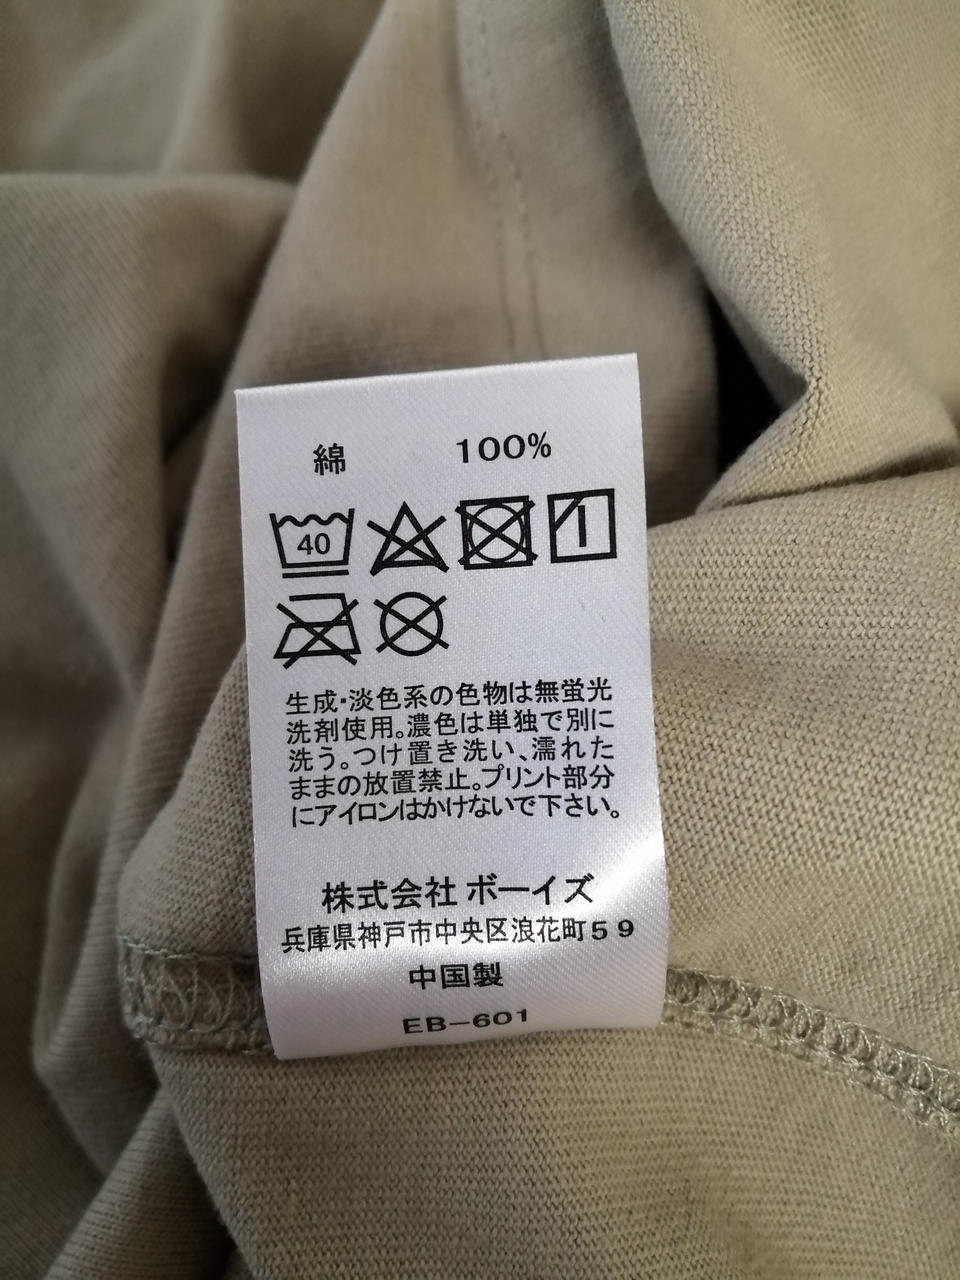 綿 100%
40
生成・淡色系の色物は無蛍光
洗剤使用。濃色は単独で別に
洗う。つけ置き洗い、濡れた
ままの放置禁止。プリント部分
にアイロンはかけないで下さい。
株式会社 ボーイズ
兵庫県神戸市中央区浪花町59
中国製
EB-601